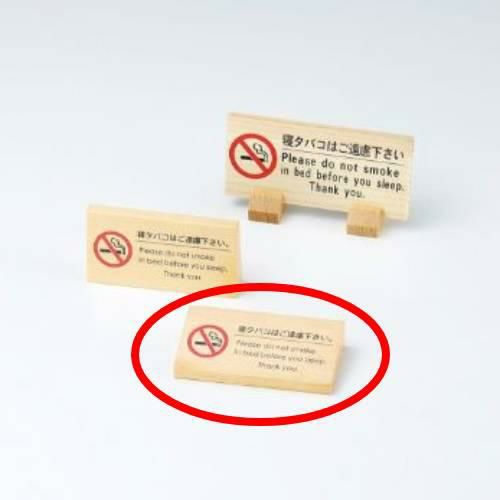 寝タバコはご遠慮下さい
Please do not smoke
in bed before you sleep.
Thank you.
寝タバコはご遠慮下さい。
Please do not smoke
in bed before you sleep.
Thank you.
寝タバコはご遠慮下さい。
Please do not smoke
in bed before you sleep.
Thank you.